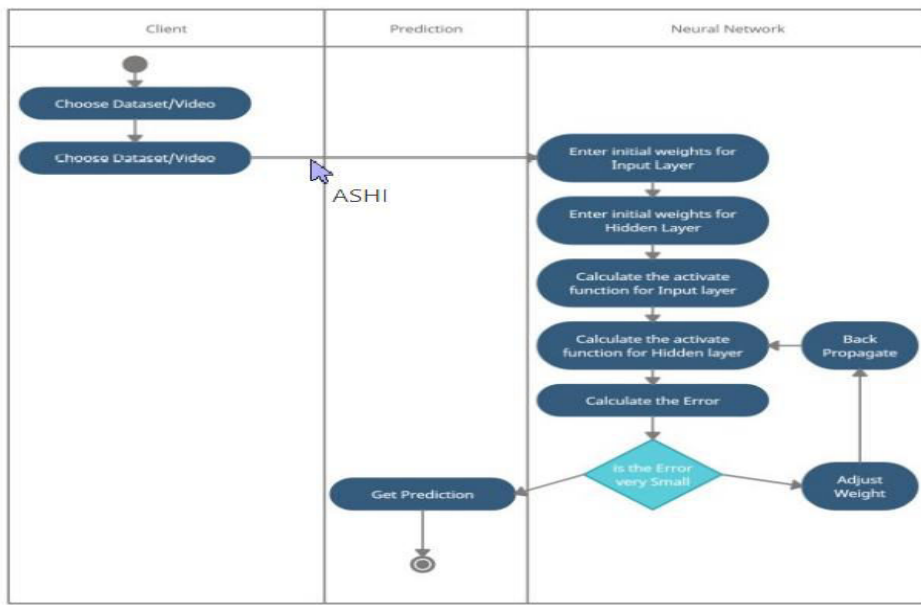 Client
Prediction
Neural Network
Choose Dataset/Video
Choose Dataset/Video
ASHI
Enter initial weights for
Input Layer
Enter initial weights for
Hidden Layer
Calculate the activate
function for Input layer
Calculate the activate
function for Hidden layer
Back
Propagate
Calculate the Error
Is the Error
very Small
Adjust
Weight
Get Prediction